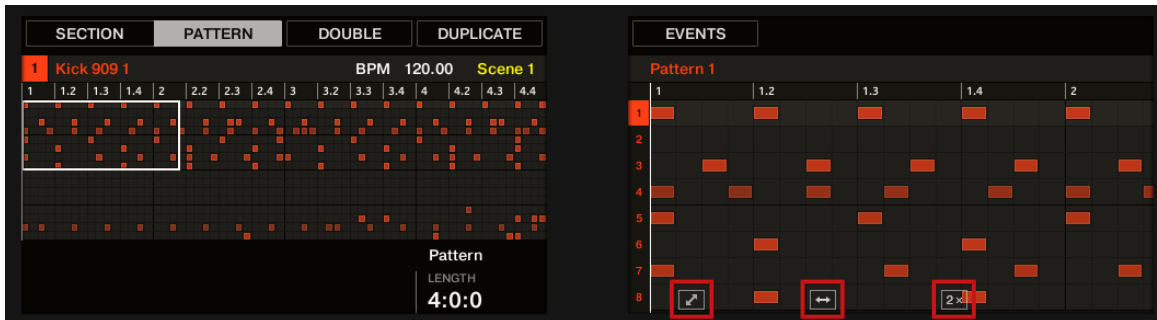 SECTION PATTERN DOUBLE DUPLICATE
1 Kick 909 1 BPM 120.00 Scene 1
1 1.2 1.3 1.4 2 2.2 2.3 2.4 3 3.2 3.3 3.4 4 4.2 4.3 4.4
Pattern
LENGTH
4:0:0
EVENTS
Pattern 1
1 1.2 1.3 1.4 2
1
2
3
4
5
6
7
8 2×